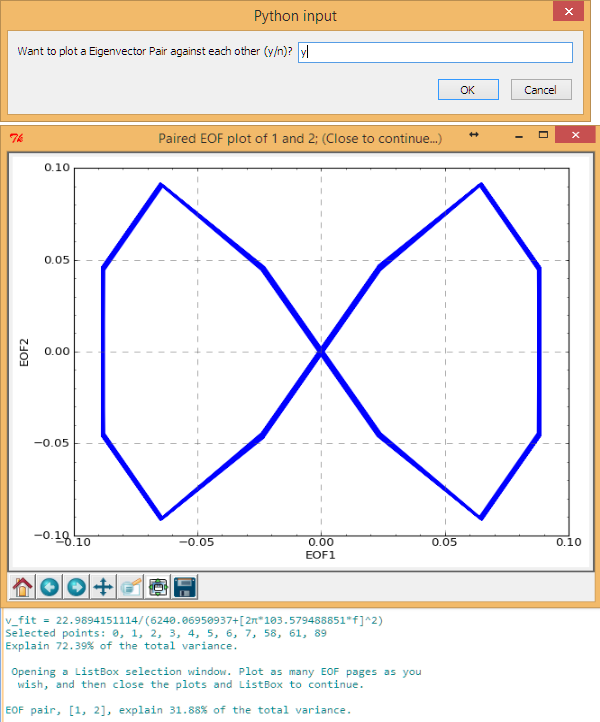 Python input
Want to plot a Eigenvector Pair against each other (y/n)? y
OK Cancel
Paired EOF plot of 1 and 2; (Close to continue...)
0.10
0.05
0.00
−0.05
−0.10
EOF2
−0.10 −0.05 0.00 0.05 0.10
EOF1
v_fit = 22.9894151114/(6240.06950937+[2π*103.579488851*f]^2)
Selected points: 0, 1, 2, 3, 4, 5, 6, 7, 58, 61, 89
Explain 72.39% of the total variance.
Opening a ListBox selection window. Plot as many EOF pages as you
wish, and then close the plots and ListBox to continue.
EOF pair, [1, 2], explain 31.88% of the total variance.